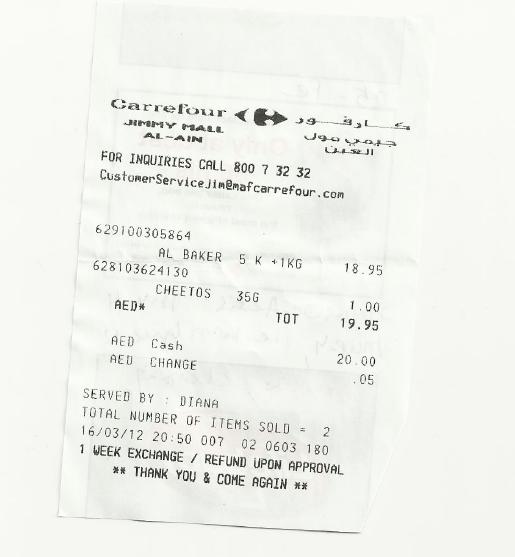 Carrefour كارفور
JIMMY MALL جيمي مول
AL-AIN العين
FOR INQUIRIES CALL 800 7 32 32
CustomerServicejim@mafcarrefour.com
629100305864
AL BAKER 5 K +1KG 18.95
628103624130
CHEETOS 35G 1.00
AED* TOT 19.95
AED Cash 20.00
AED CHANGE .05
SERVED BY : DIANA
TOTAL NUMBER OF ITEMS SOLD = 2
16/03/12 20:50 007 02 0603 180
1 WEEK EXCHANGE / REFUND UPON APPROVAL
** THANK YOU & COME AGAIN **